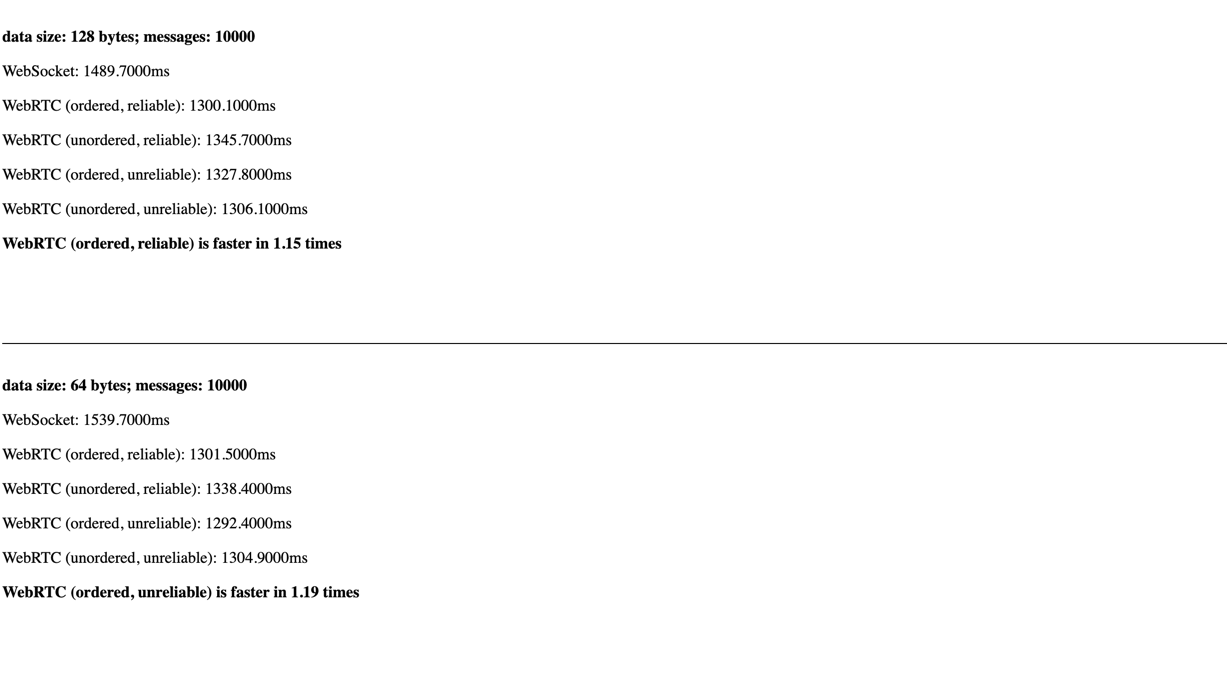 data size: 128 bytes; messages: 10000
WebSocket: 1489.7000ms
WebRTC (ordered, reliable): 1300.1000ms
WebRTC (unordered, reliable): 1345.7000ms
WebRTC (ordered, unreliable): 1327.8000ms
WebRTC (unordered, unreliable): 1306.1000ms
WebRTC (ordered, reliable) is faster in 1.15 times
data size: 64 bytes; messages: 10000
WebSocket: 1539.7000ms
WebRTC (ordered, reliable): 1301.5000ms
WebRTC (unordered, reliable): 1338.4000ms
WebRTC (ordered, unreliable): 1292.4000ms
WebRTC (unordered, unreliable): 1304.9000ms
WebRTC (ordered, unreliable) is faster in 1.19 times